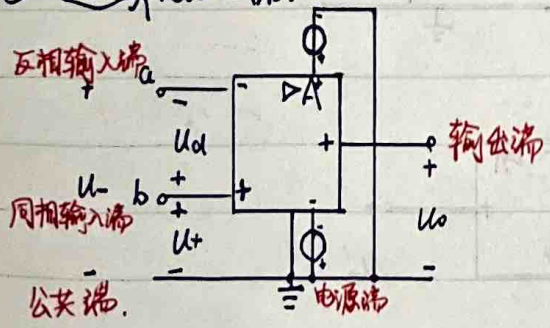 反相输入端 a
+ - - ▷A
Ud + 输出端
U- b + + +
同相输入端 + U+ Uo
- - - -
公共端. 电源端